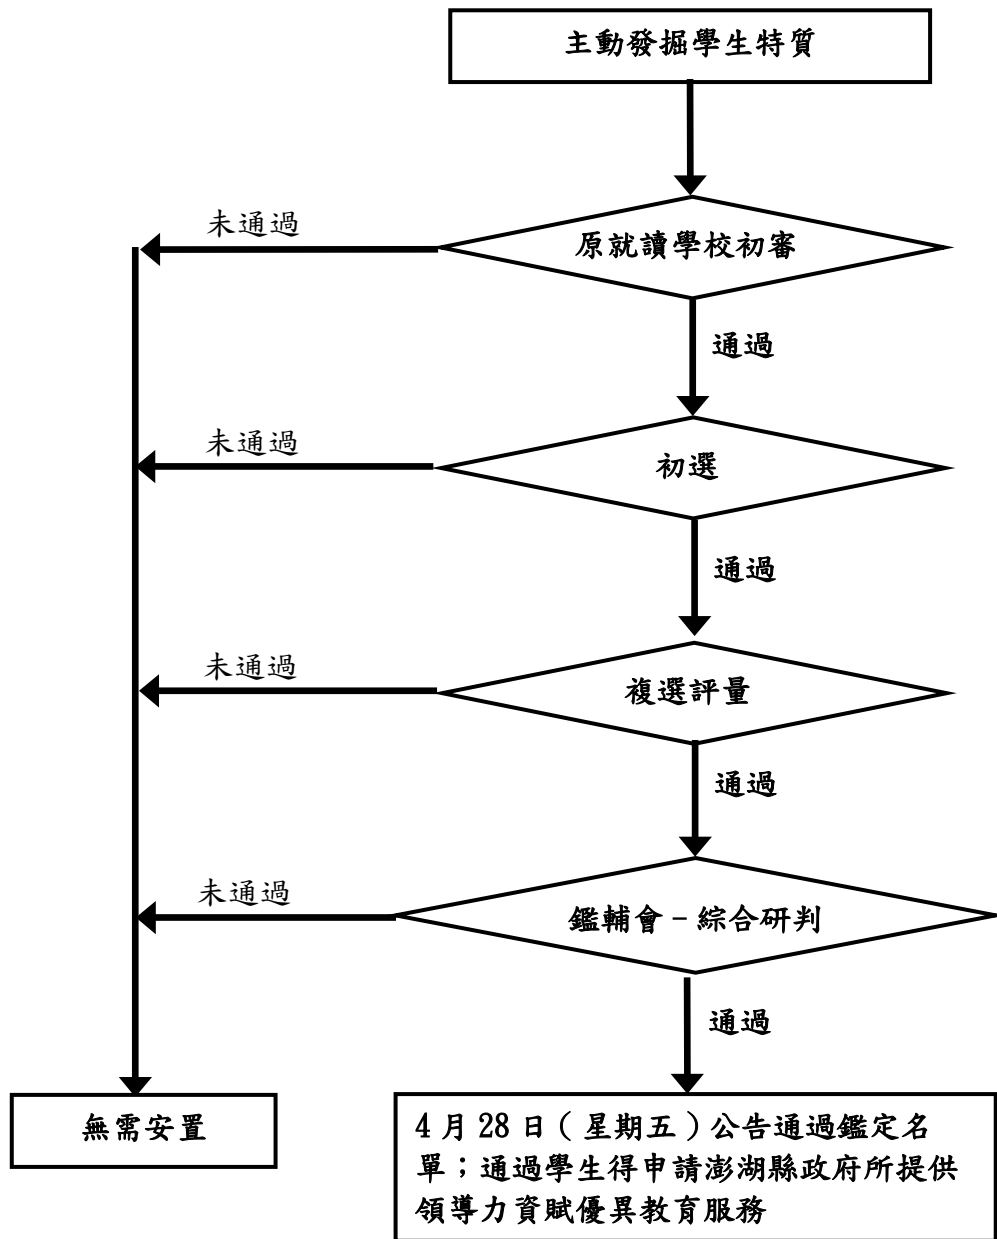 主動發掘學生特質
未通過
原就讀學校初審
通過
未通過
初選
通過
未通過
複選評量
通過
未通過
鑑輔會－綜合研判
通過
無需安置
4 月 28 日（星期五）公告通過鑑定名
單；通過學生得申請澎湖縣政府所提供
領導力資賦優異教育服務